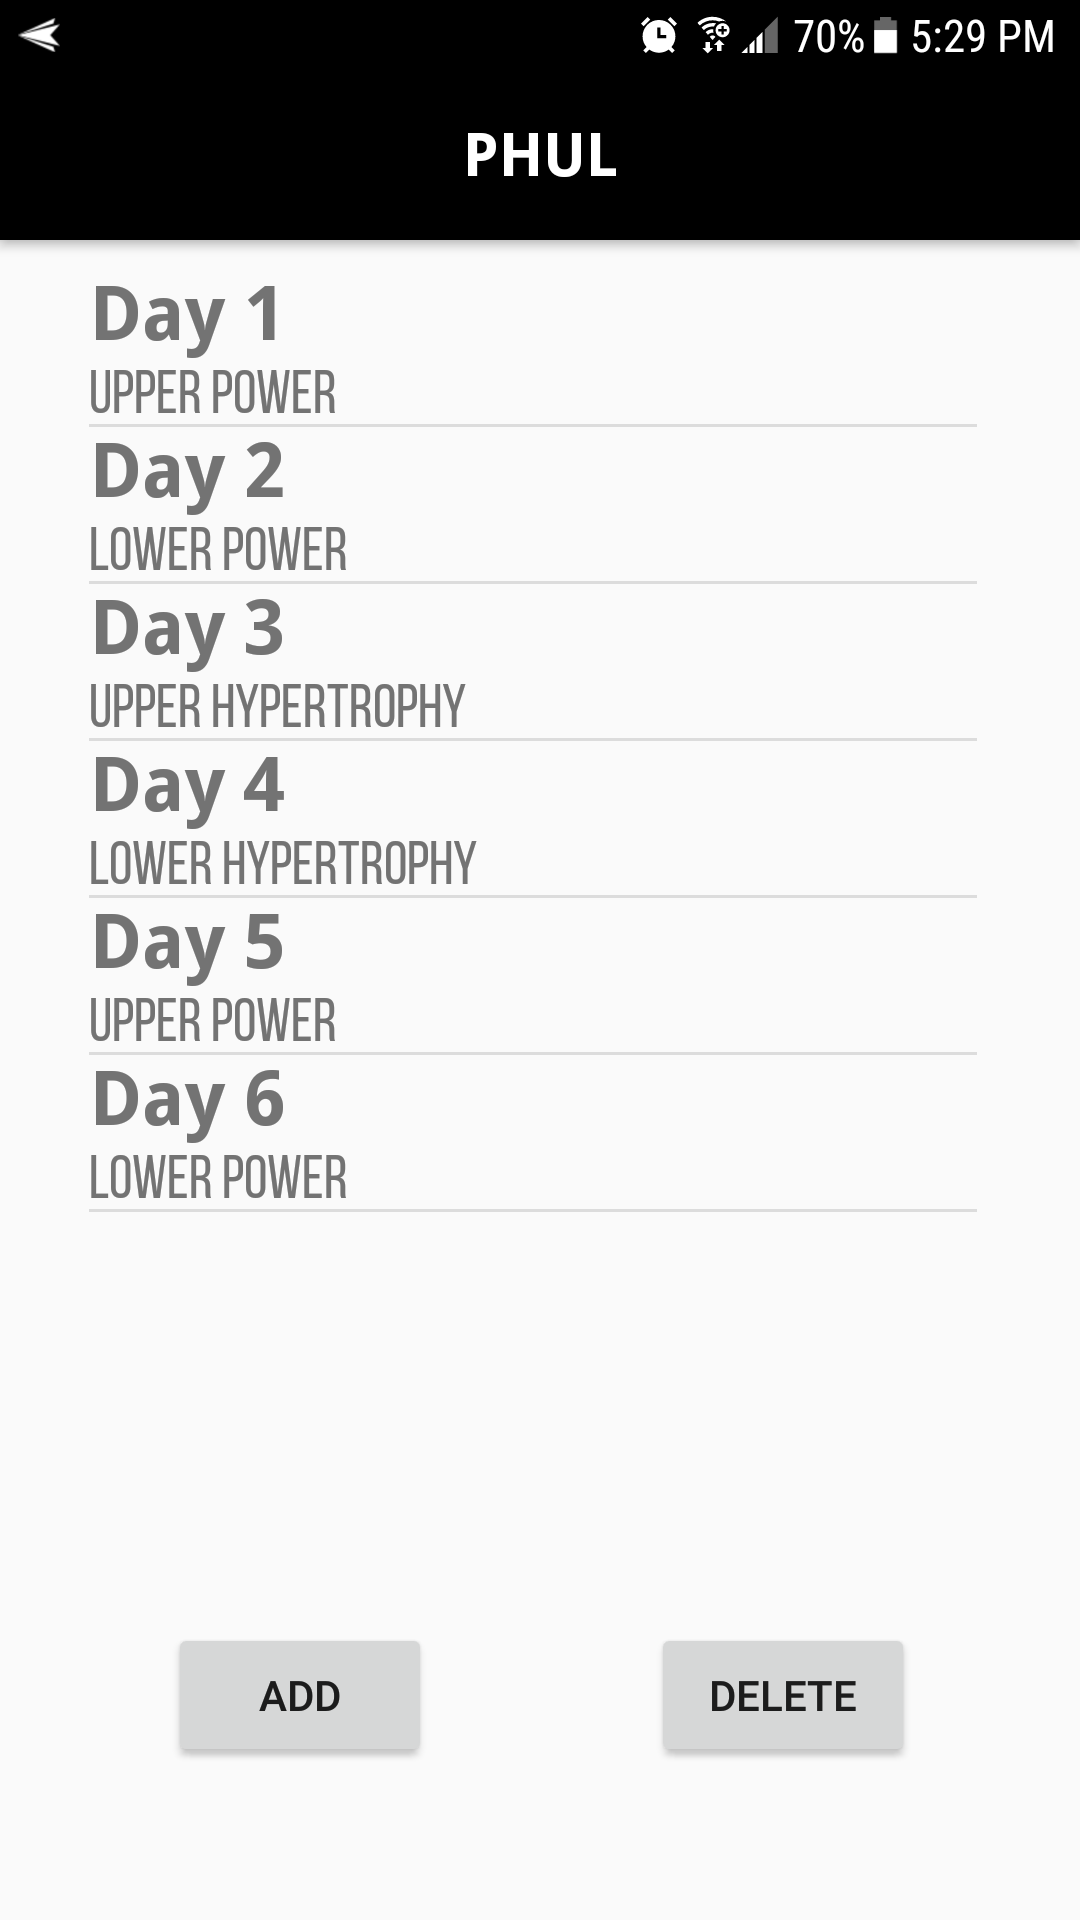 70% 5:29 PM
PHUL
Day 1
UPPER POWER
Day 2
LOWER POWER
Day 3
UPPER HYPERTROPHY
Day 4
LOWER HYPERTROPHY
Day 5
UPPER POWER
Day 6
LOWER POWER
ADD DELETE